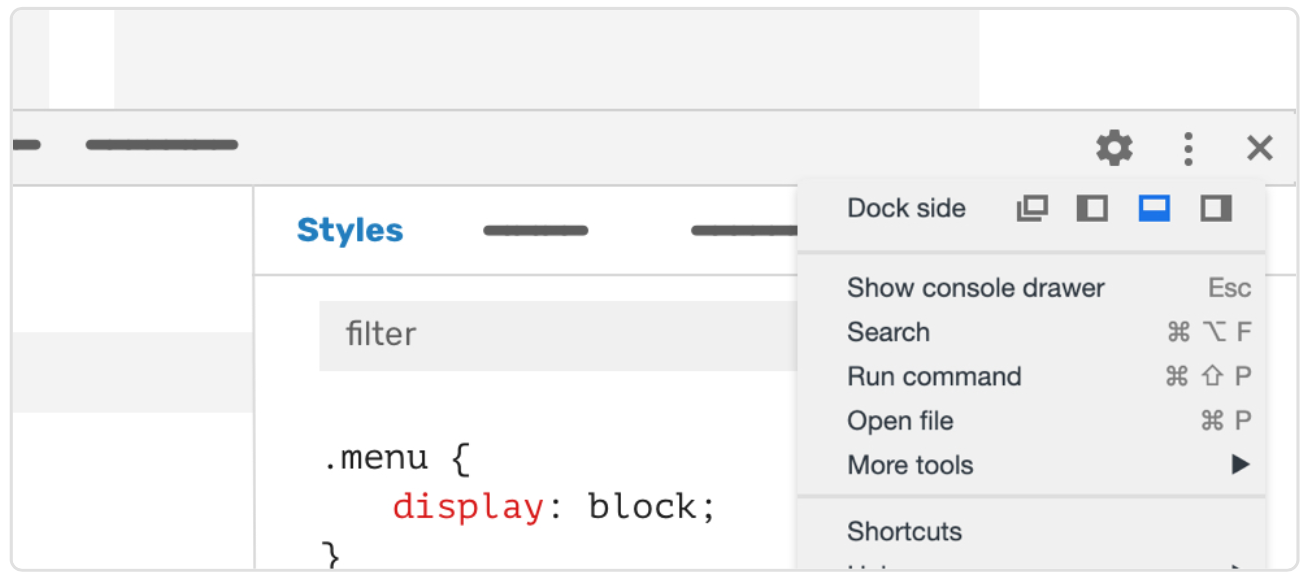 Dock side
Styles
Show console drawer Esc
filter
Search ⌘ ⌥ F
Run command ⌘ ⇧ P
Open file ⌘ P
.menu {
More tools ▶
display: block;
Shortcuts
}